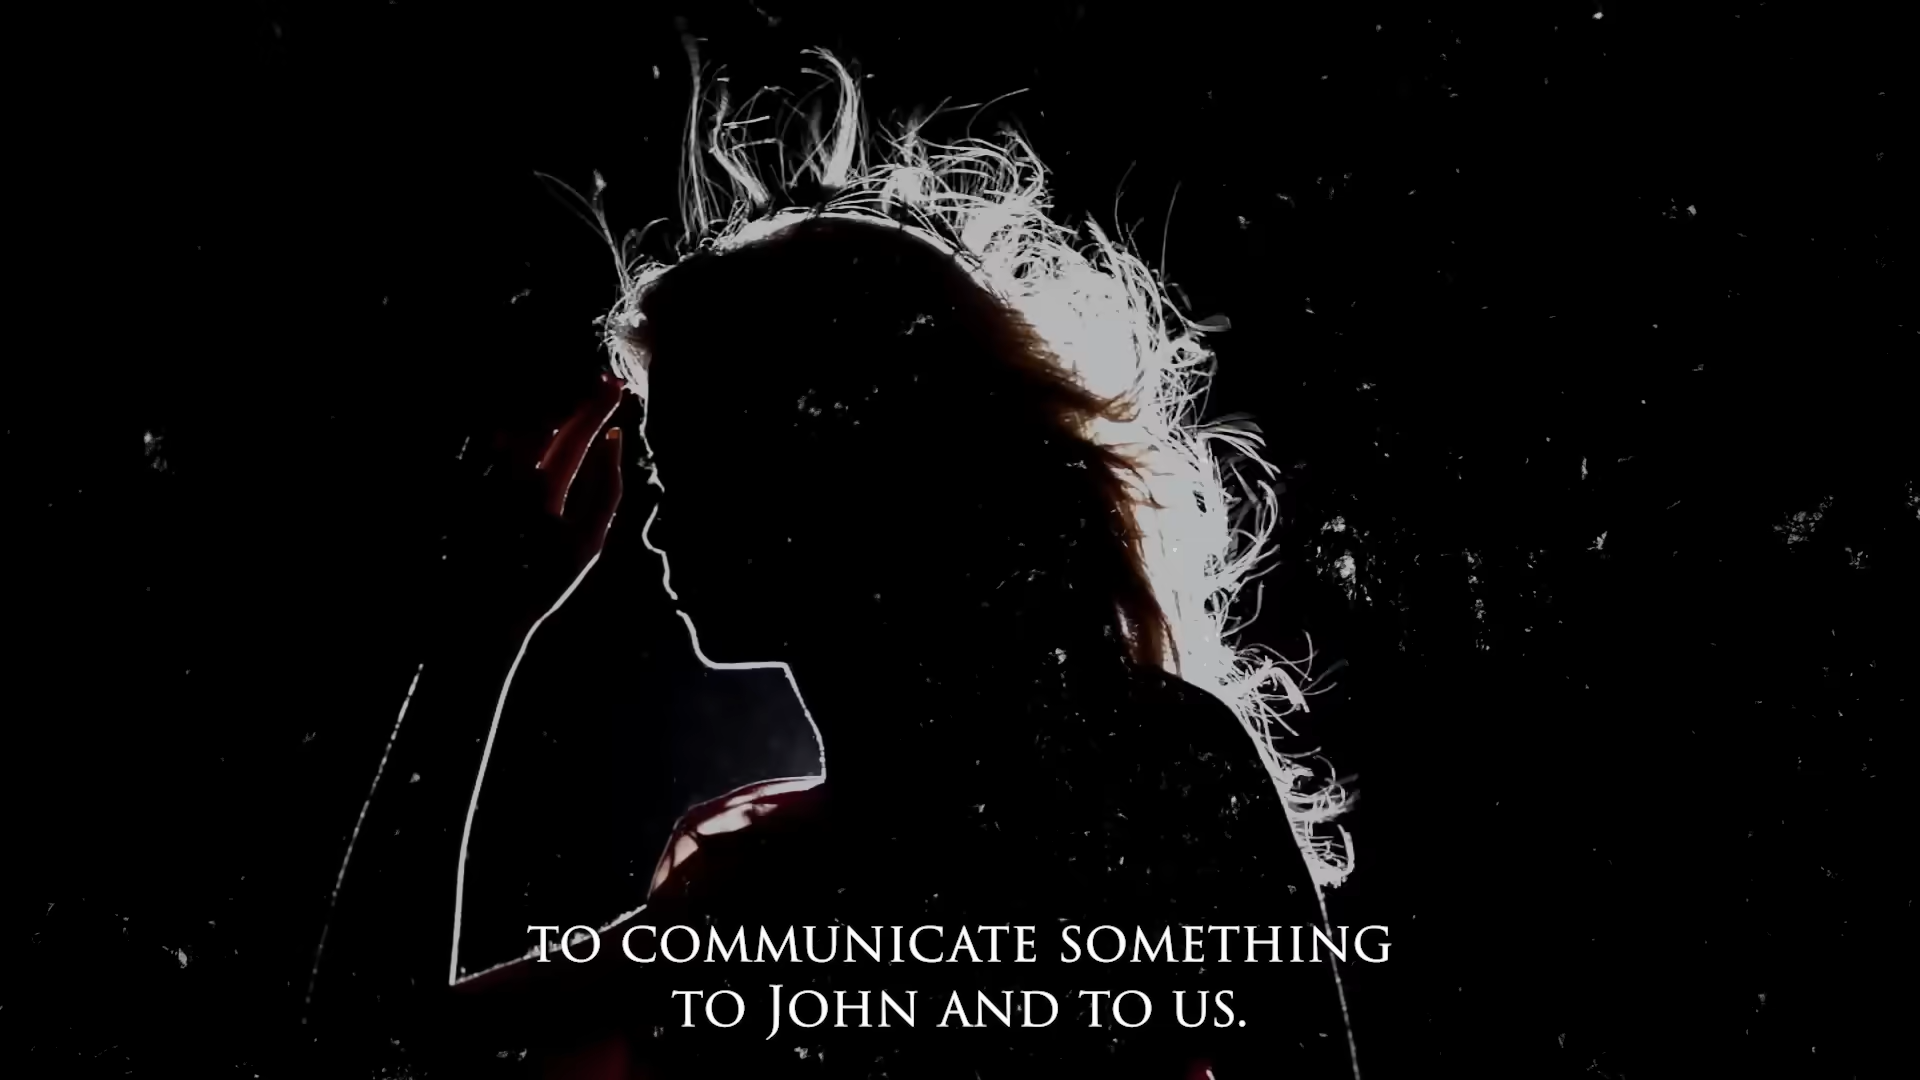 TO COMMUNICATE SOMETHING
TO JOHN AND TO US.